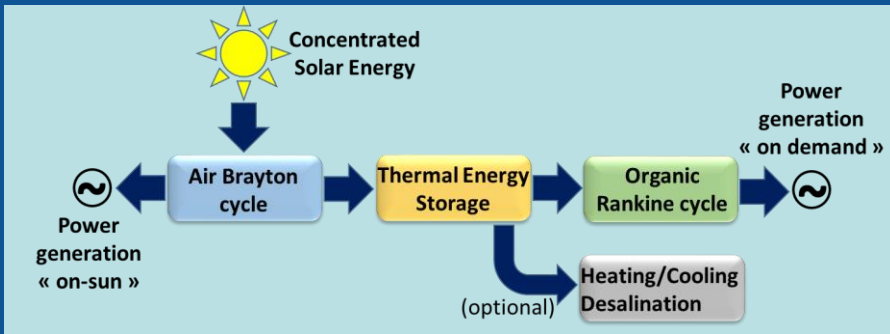 Concentrated
Solar Energy
Power
generation
« on demand »
Air Brayton
cycle
Thermal Energy
Storage
Organic
Rankine cycle
Power
generation
« on-sun »
(optional)
Heating/Cooling
Desalination